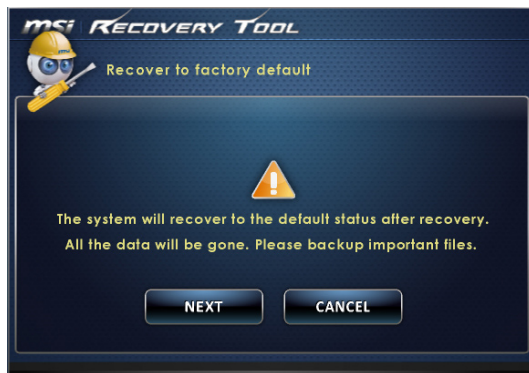 msi RECOVERY TOOL
Recover to factory default
The system will recover to the default status after recovery.
All the data will be gone. Please backup important files.
NEXT CANCEL